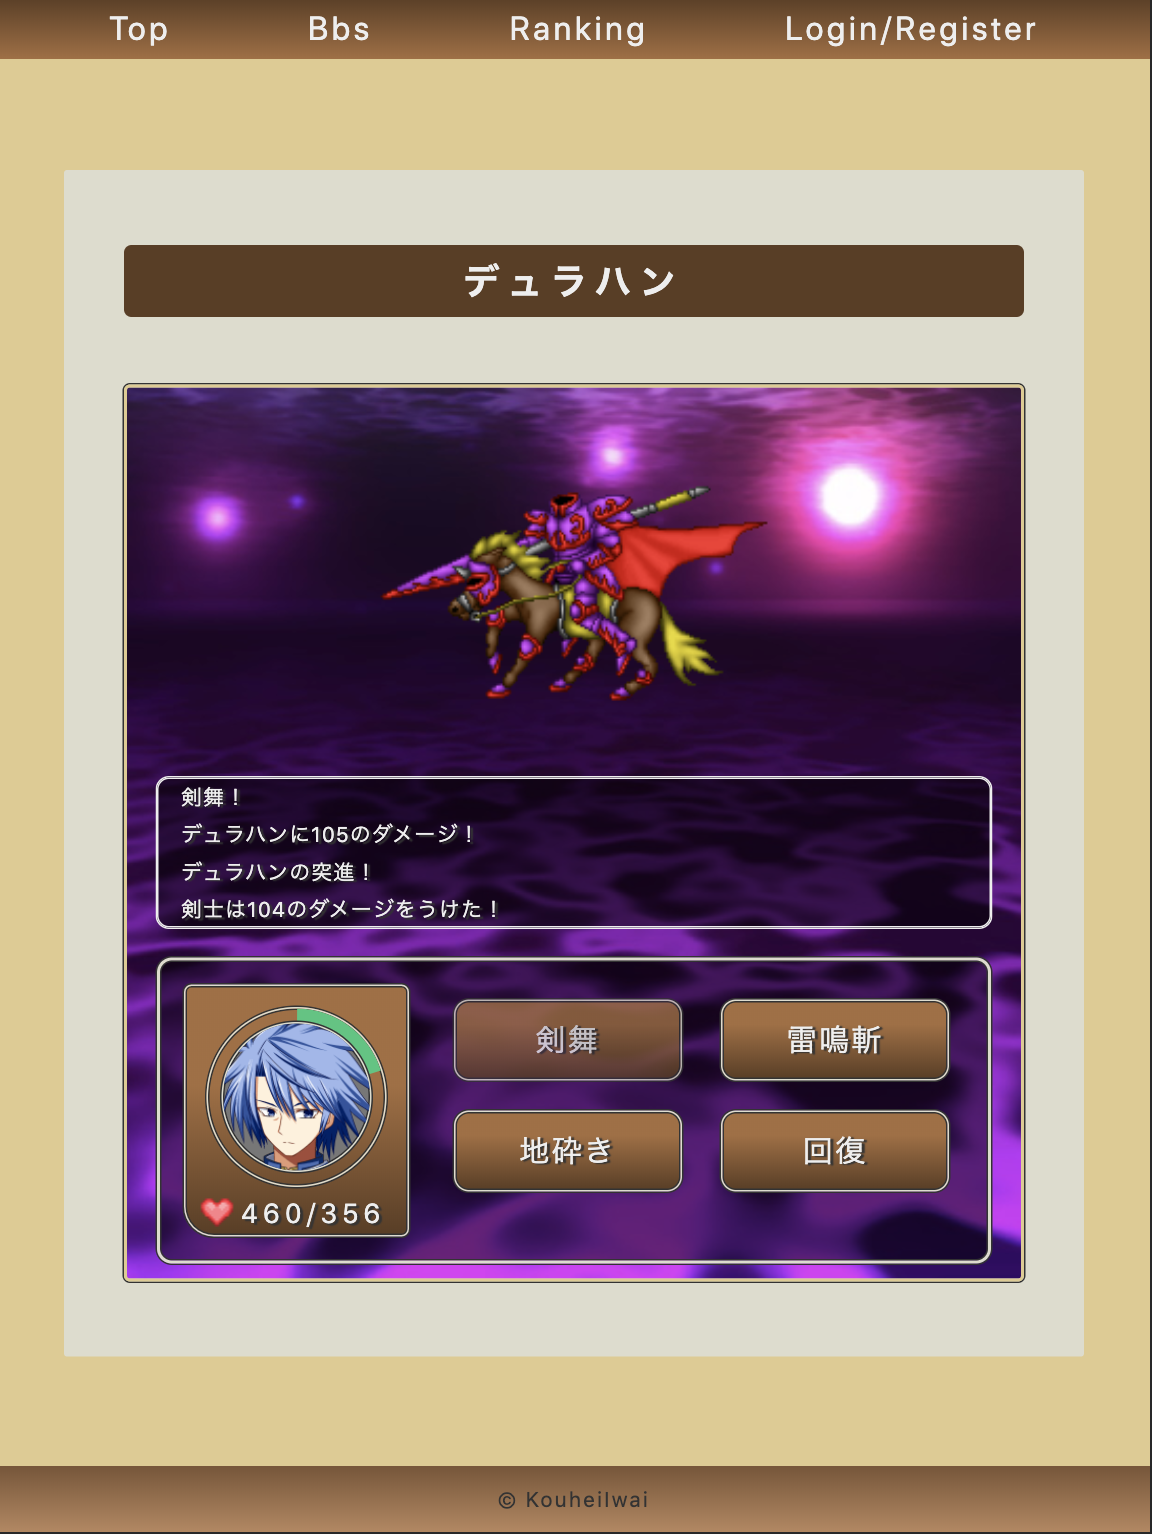 Top Bbs Ranking Login/Register
デュラハン
剣舞！
デュラハンに105のダメージ！
デュラハンの突進！
剣士は104のダメージをうけた！
剣舞 雷鳴斬
地砕き 回復
460/356
© KouheiIwai